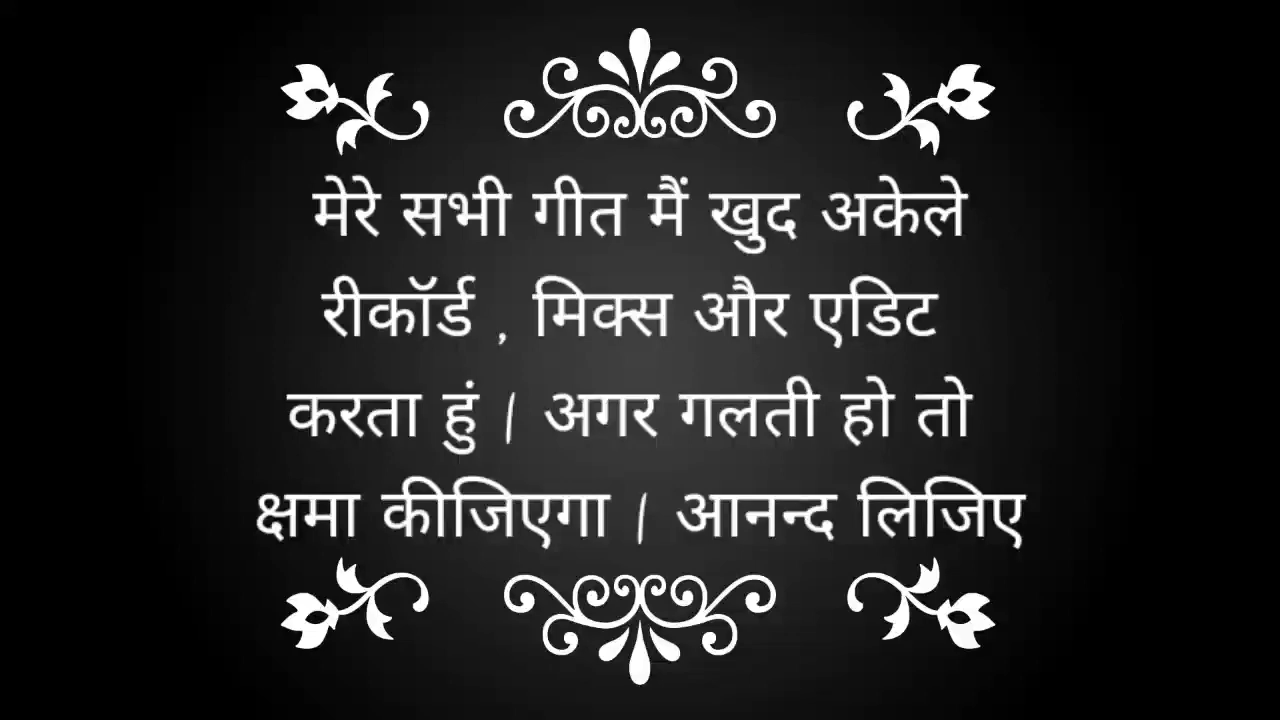 मेरे सभी गीत मैं खुद अकेले
रीकॉर्ड , मिक्स और एडिट
करता हुं । अगर गलती हो तो
क्षमा कीजिएगा । आनन्द लिजिए